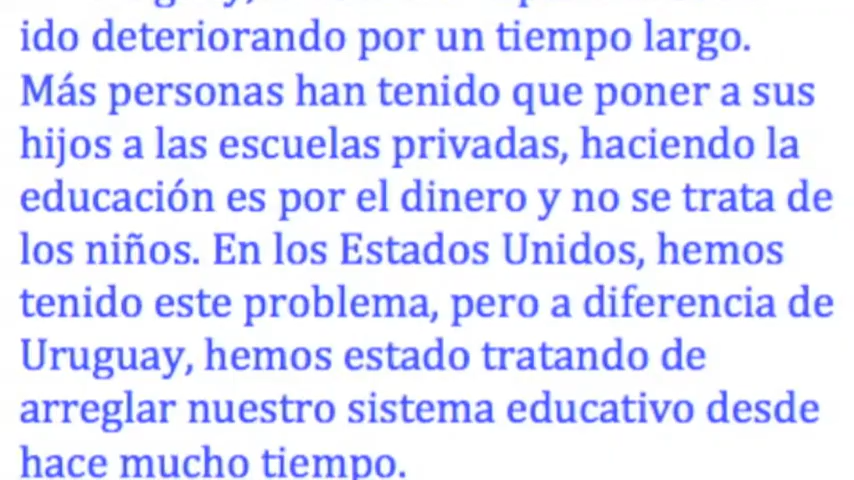 ido deteriorando por un tiempo largo.
Más personas han tenido que poner a sus
hijos a las escuelas privadas, haciendo la
educación es por el dinero y no se trata de
los niños. En los Estados Unidos, hemos
tenido este problema, pero a diferencia de
Uruguay, hemos estado tratando de
arreglar nuestro sistema educativo desde
hace mucho tiempo.